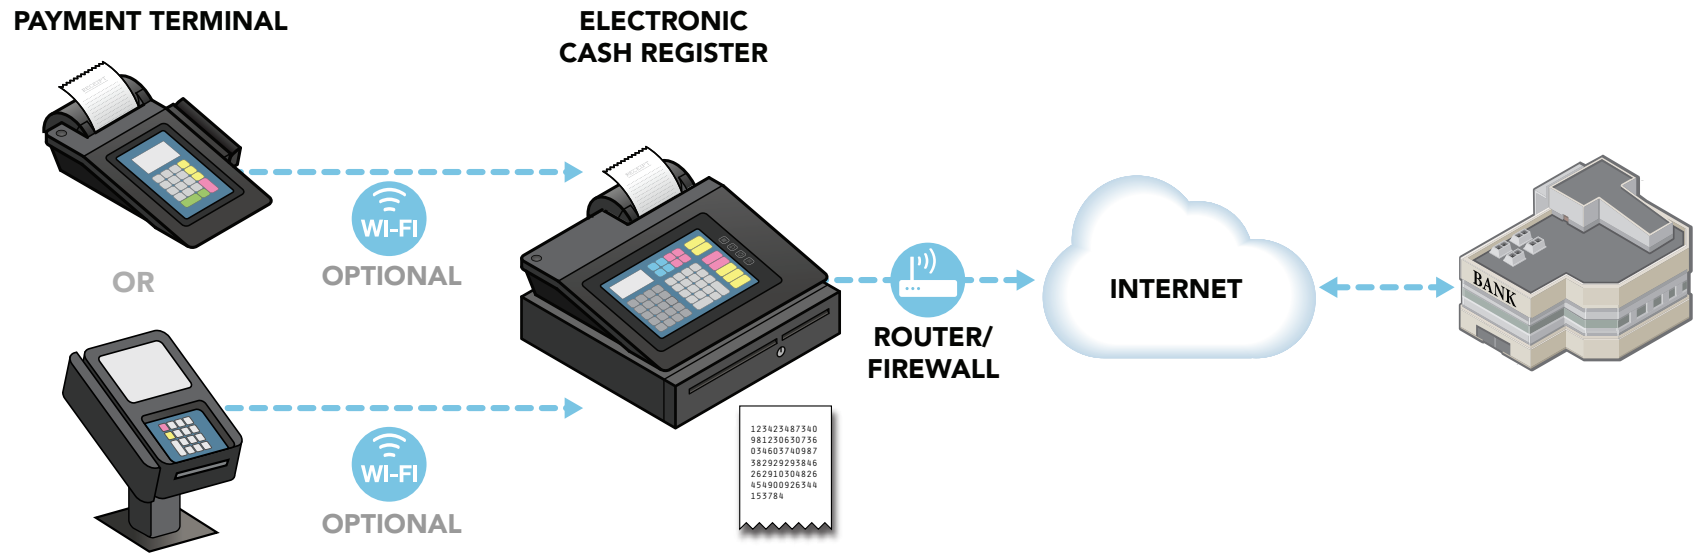 PAYMENT TERMINAL
ELECTRONIC
CASH REGISTER
WI-FI
OPTIONAL
OR
INTERNET
BANK
ROUTER/
FIREWALL
123423487340
981230630736
034603740987
382929293846
262910304826
454900926344
153784
WI-FI
OPTIONAL